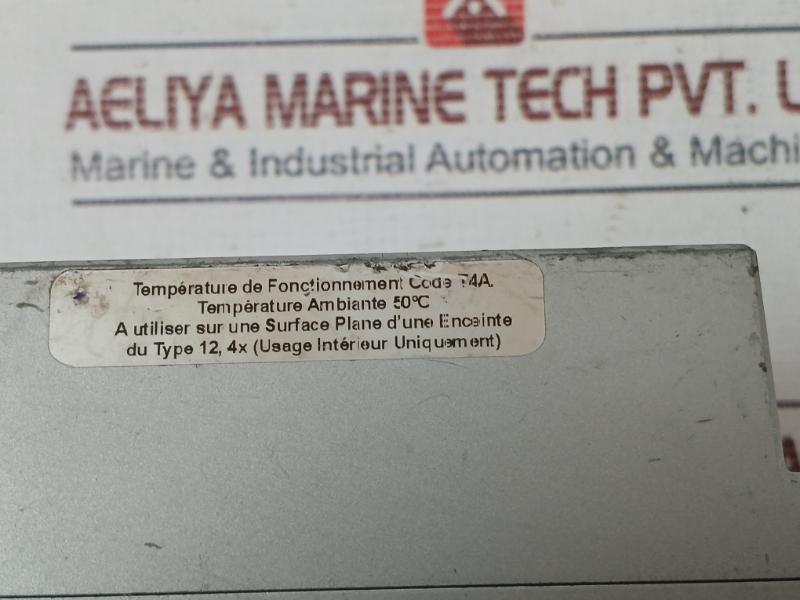 AELIYA MARINE TECH PVT.
Marine & Industrial Automation &
Température de Fonctionnement Code T4A.
Température Ambiante 50°C
A utiliser sur une Surface Plane d'une Enceinte
du Type 12, 4x (Usage Intérieur Uniquement)